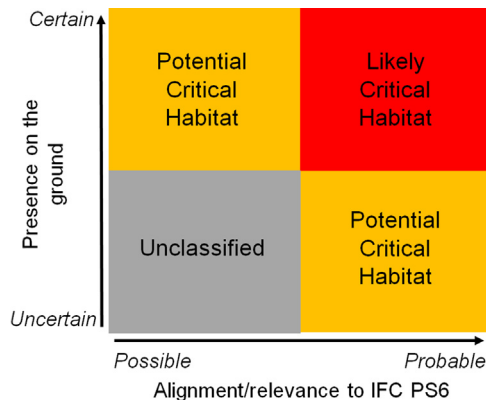 Certain
Potential
Critical
Habitat
Likely
Critical
Habitat
Presence on the
ground
Unclassified
Potential
Critical
Habitat
Uncertain
Possible
Probable
Alignment/relevance to IFC PS6